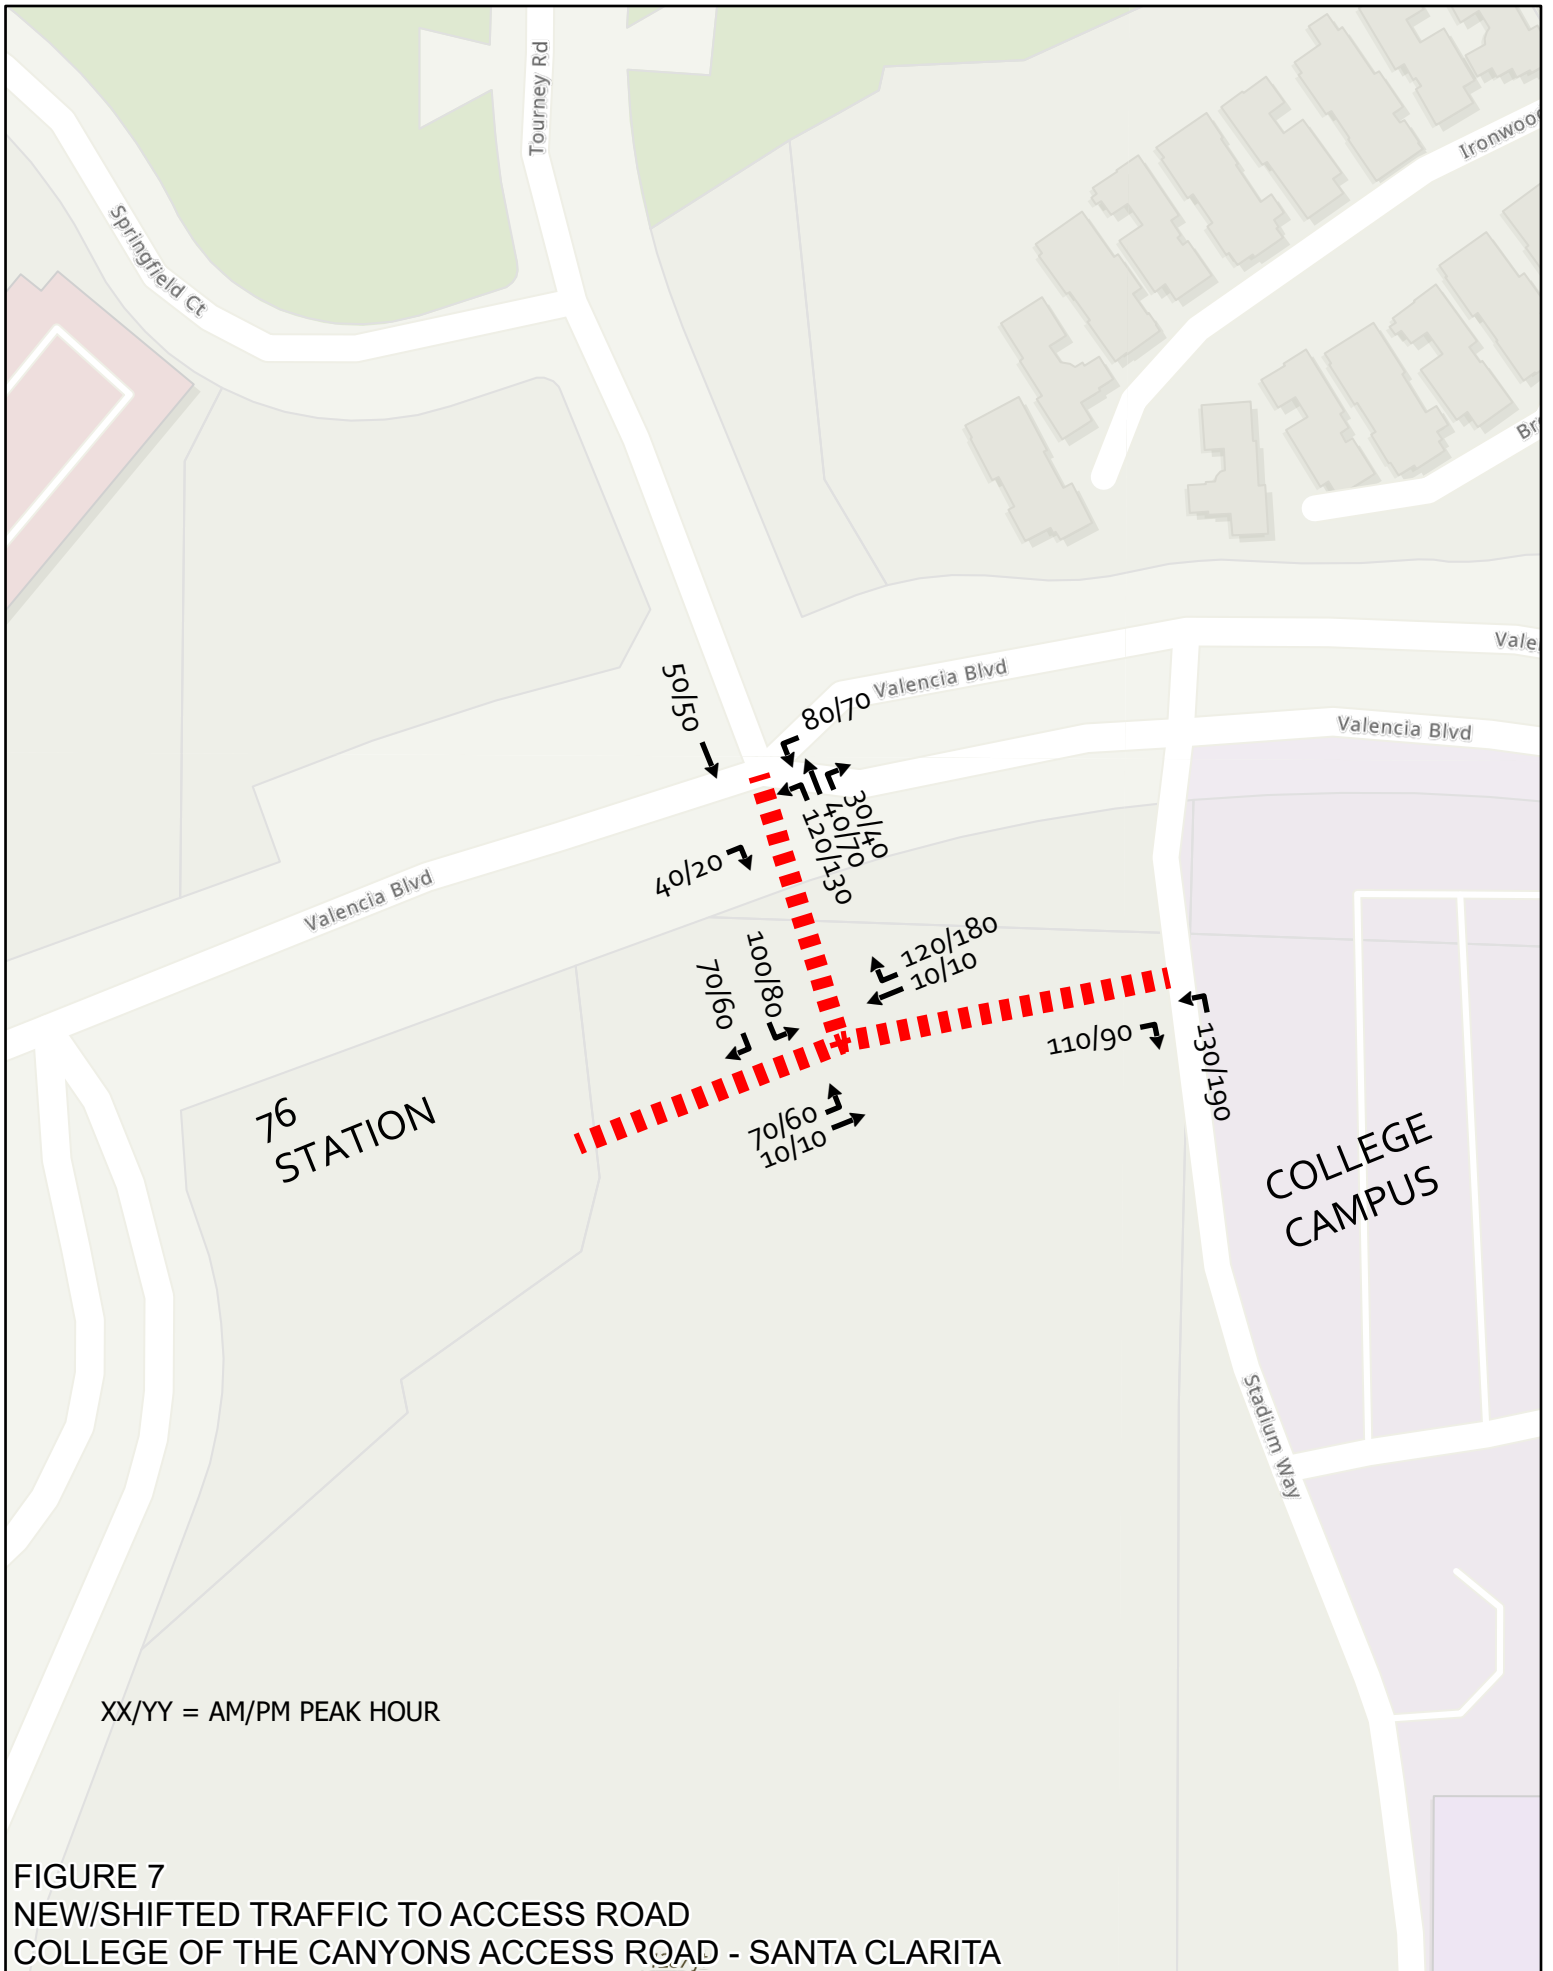 Tourney Rd
Ironwoo
Springfield Ct
Br
Vale
50/50
Valencia Blvd
80/70
Valencia Blvd
30/40
40/70
120/130
40/20
Valencia Blvd
120/180
10/10
100/80
70/60
110/90
130/190
76
STATION
70/60
10/10
COLLEGE
CAMPUS
Stadium Way
XX/YY = AM/PM PEAK HOUR
FIGURE 7
NEW/SHIFTED TRAFFIC TO ACCESS ROAD
COLLEGE OF THE CANYONS ACCESS ROAD - SANTA CLARITA